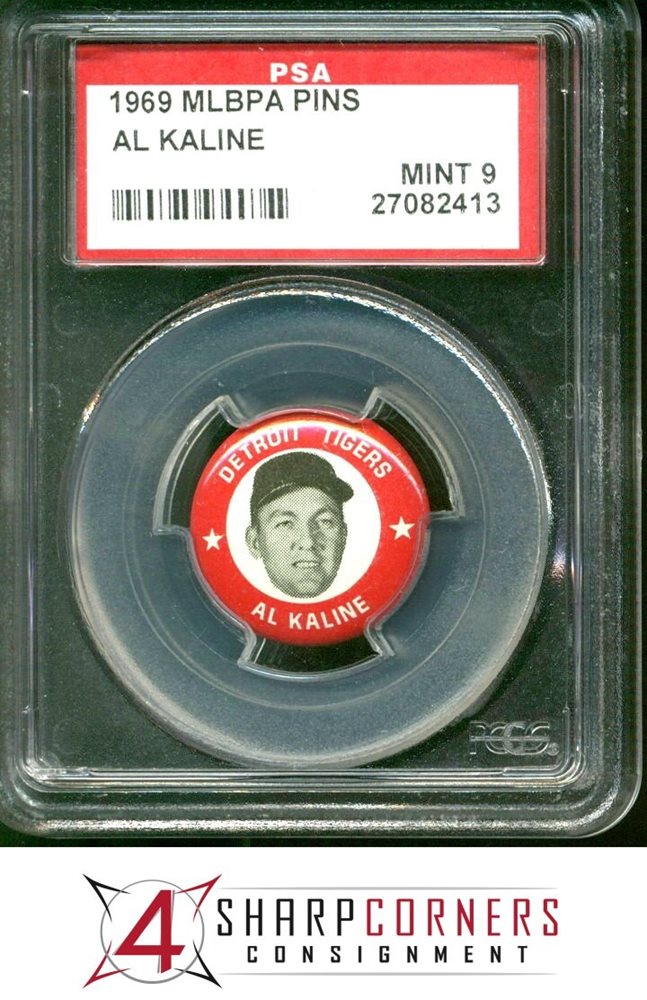 PSA
1969 MLBPA PINS
AL KALINE
MINT 9
27082413
DETROIT TIGERS
AL KALINE
PCGS®
4 SHARPCORNERS
CONSIGNMENT